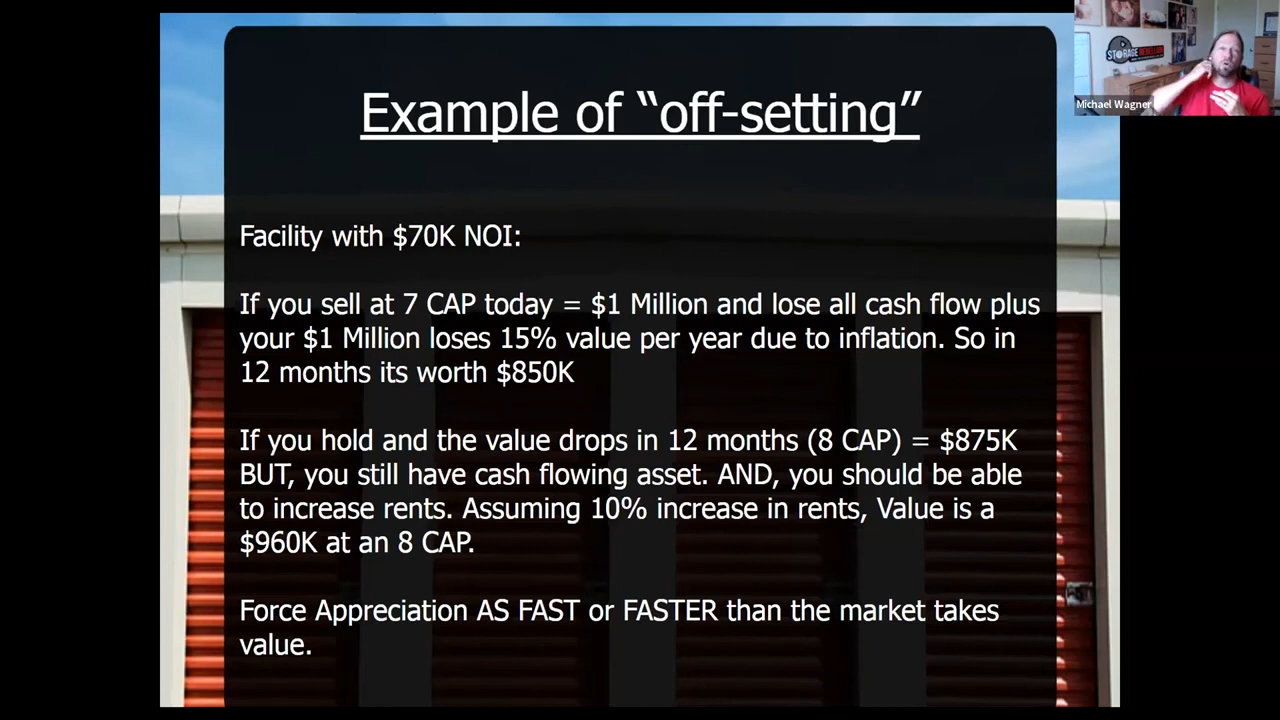 Example of “off-setting”
Facility with $70K NOI:
If you sell at 7 CAP today = $1 Million and lose all cash flow plus
your $1 Million loses 15% value per year due to inflation. So in
12 months its worth $850K
If you hold and the value drops in 12 months (8 CAP) = $875K
BUT, you still have cash flowing asset. AND, you should be able
to increase rents. Assuming 10% increase in rents, Value is a
$960K at an 8 CAP.
Force Appreciation AS FAST or FASTER than the market takes
value.
STORAGE REBELLION
Michael Wagner